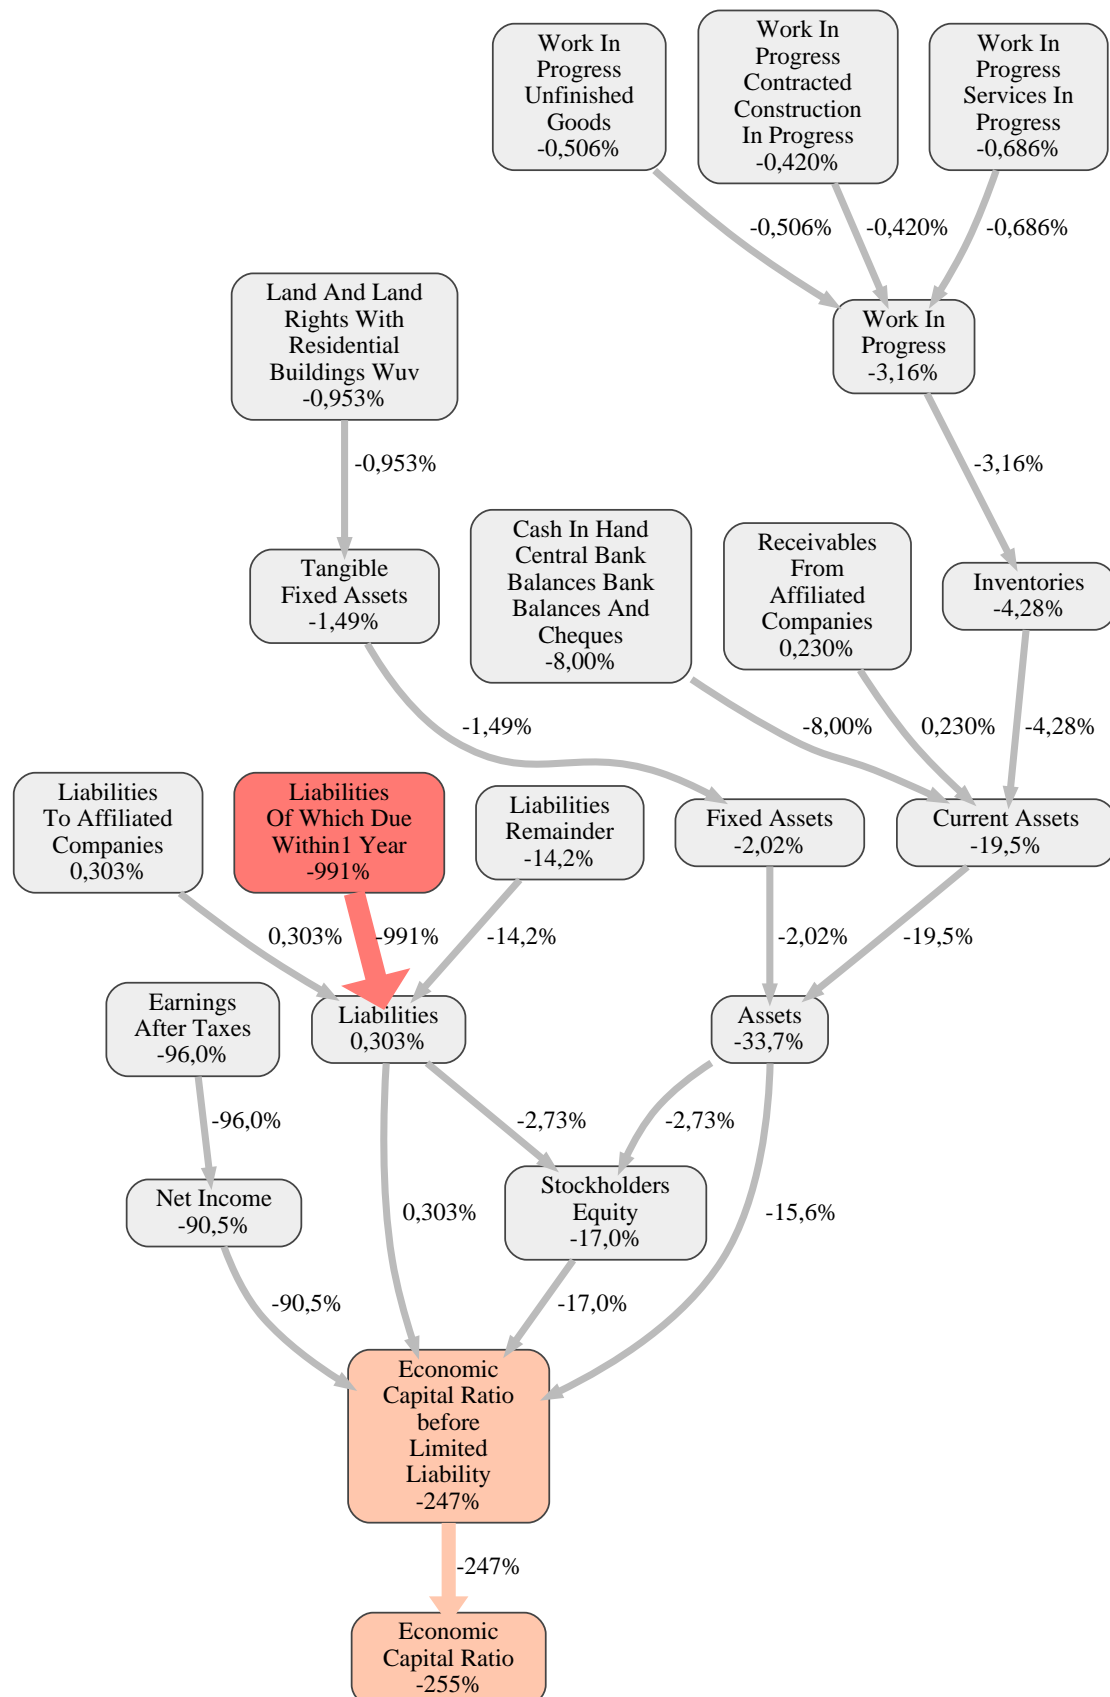 Work In
Progress
Unfinished
Goods
-0,506%
Work In
Progress
Contracted
Construction
In Progress
-0,420%
Work In
Progress
Services In
Progress
-0,686%
-0,506%
-0,420%
-0,686%
Land And Land
Rights With
Residential
Buildings Wuv
-0,953%
Work In
Progress
-3,16%
-0,953%
-3,16%
Cash In Hand
Central Bank
Balances Bank
Balances And
Cheques
-8,00%
Receivables
From
Affiliated
Companies
0,230%
Tangible
Fixed Assets
-1,49%
Inventories
-4,28%
-1,49%
-8,00%
0,230%
-4,28%
Liabilities
To Affiliated
Companies
0,303%
Liabilities
Of Which Due
Within1 Year
-991%
Liabilities
Remainder
-14,2%
Fixed Assets
-2,02%
Current Assets
-19,5%
0,303%
-991%
-14,2%
-2,02%
-19,5%
Earnings
After Taxes
-96,0%
Liabilities
0,303%
Assets
-33,7%
-96,0%
-2,73%
-2,73%
Net Income
-90,5%
0,303%
Stockholders
Equity
-17,0%
-15,6%
-90,5%
-17,0%
Economic
Capital Ratio
before
Limited
Liability
-247%
-247%
Economic
Capital Ratio
-255%